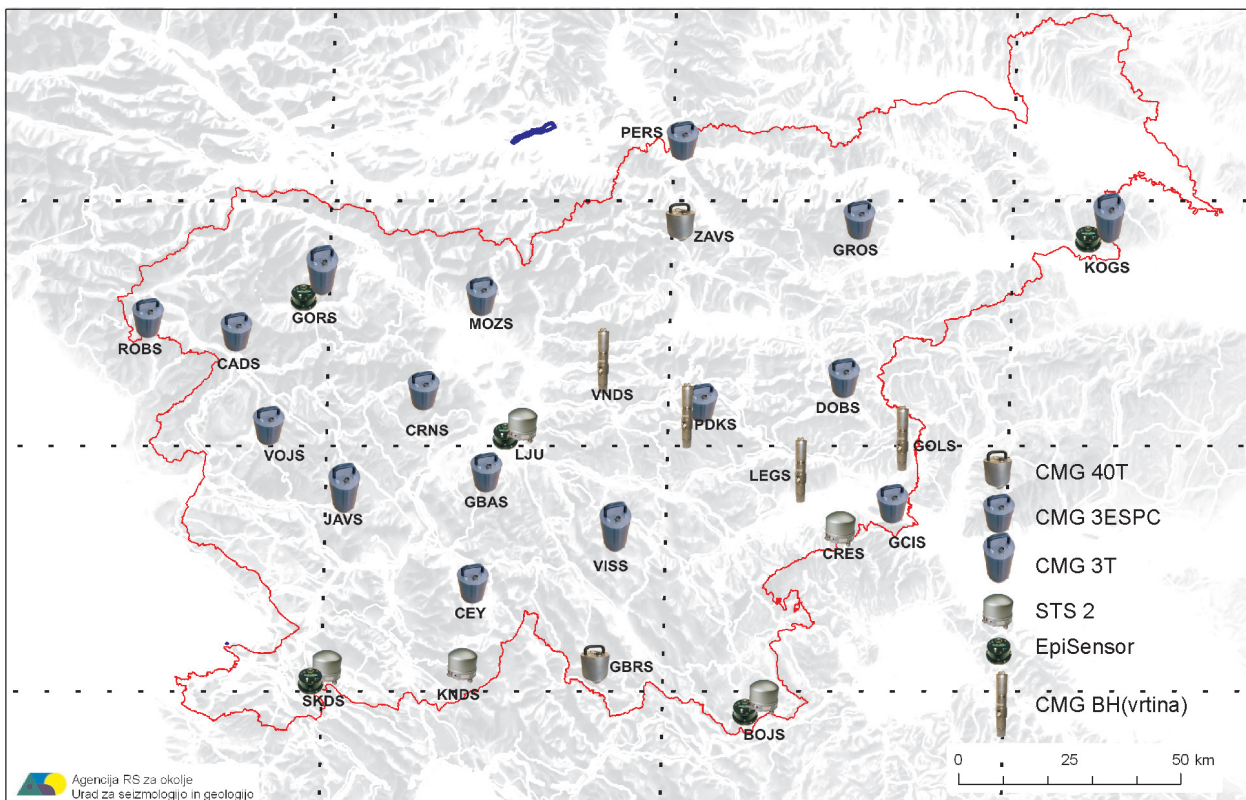 PERS
ZAVS
GROS
KOGS
GORS
MOZS
ROBS
CADS
VNDS
DOBS
CRNS
PDKS
VOJS
LJU
GOLS
LEGS
GBAS
JAVS
CMG 40T
CMG 3ESPC
CRES
GCIS
VISS
CMG 3T
CEY
STS 2
EpiSensor
GBRS
SKDS
KNDS
CMG BH(vrtina)
BOJS
0 25 50 km
Agencija RS za okolje
Urad za seizmologijo in geologijo